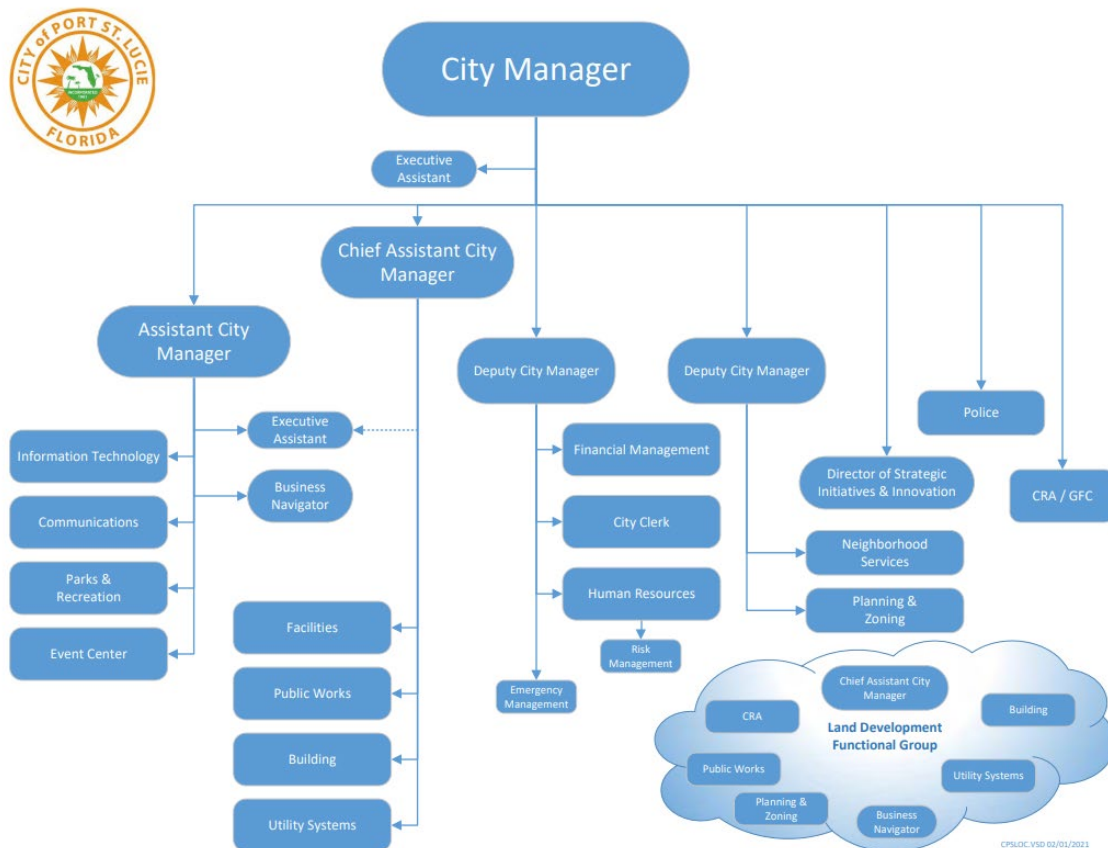 CITY of PORT ST. LUCIE
FLORIDA
City Manager
Executive
Assistant
Chief Assistant City
Manager
Assistant City
Manager
Deputy City Manager
Deputy City Manager
Police
Executive
Assistant
Information Technology
Financial Management
Director of Strategic
Initiatives & Innovation
CRA / GFC
Business
Navigator
Communications
City Clerk
Neighborhood
Services
Parks &
Recreation
Human Resources
Planning &
Zoning
Facilities
Event Center
Risk
Management
Emergency
Management
Public Works
Building
Utility Systems
Chief Assistant City
Manager
CRA
Building
Land Development
Functional Group
Public Works
Utility Systems
Planning &
Zoning
Business
Navigator
CPSLOC.VSD 02/01/2021